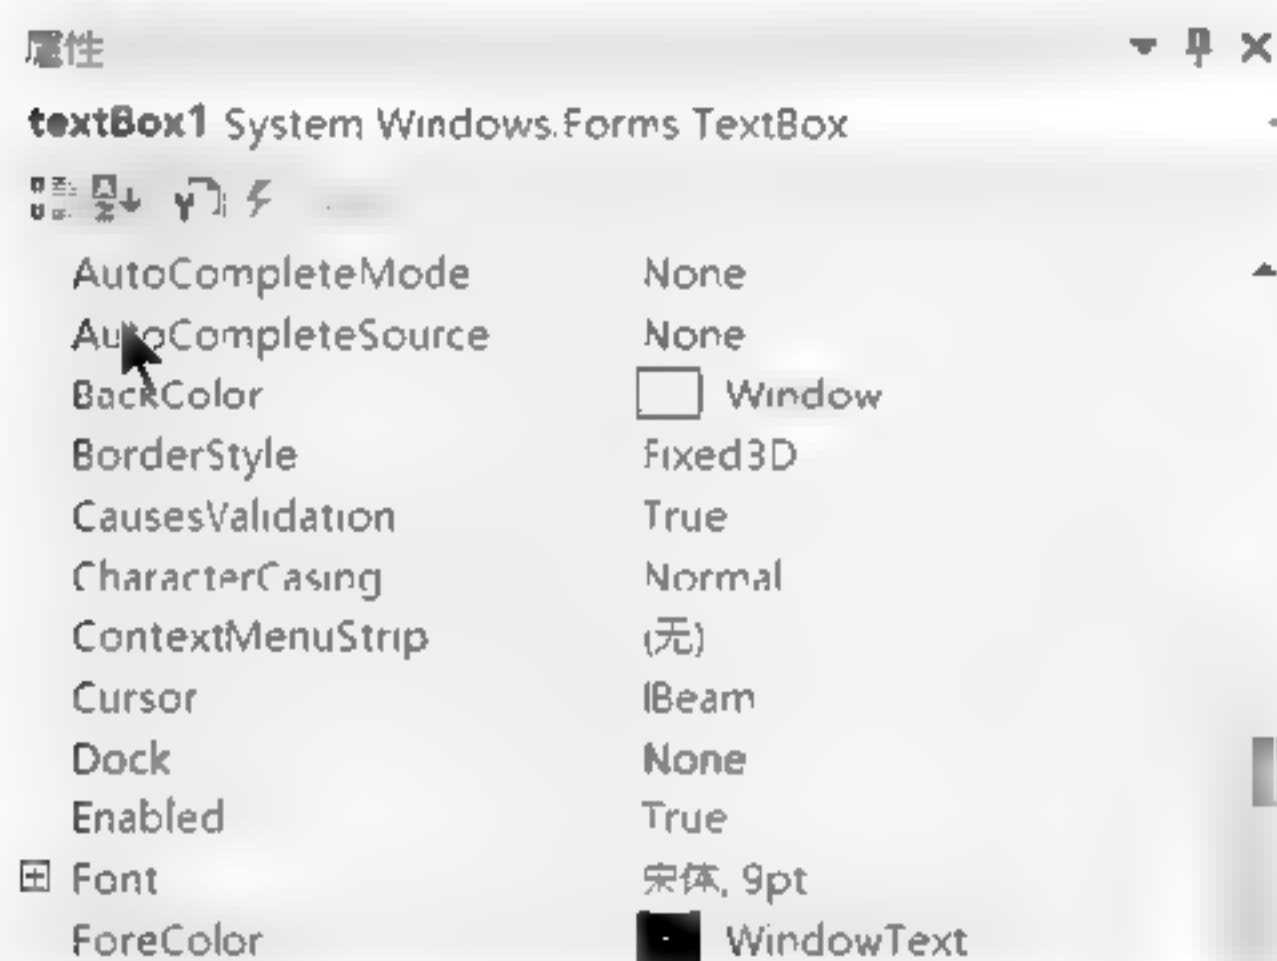 属性
textBox1 System.Windows.Forms.TextBox
AutoCompleteMode None
AutoCompleteSource None
BackColor Window
BorderStyle Fixed3D
CausesValidation True
CharacterCasing Normal
ContextMenuStrip (无)
Cursor IBeam
Dock None
Enabled True
Font 宋体, 9pt
ForeColor WindowText